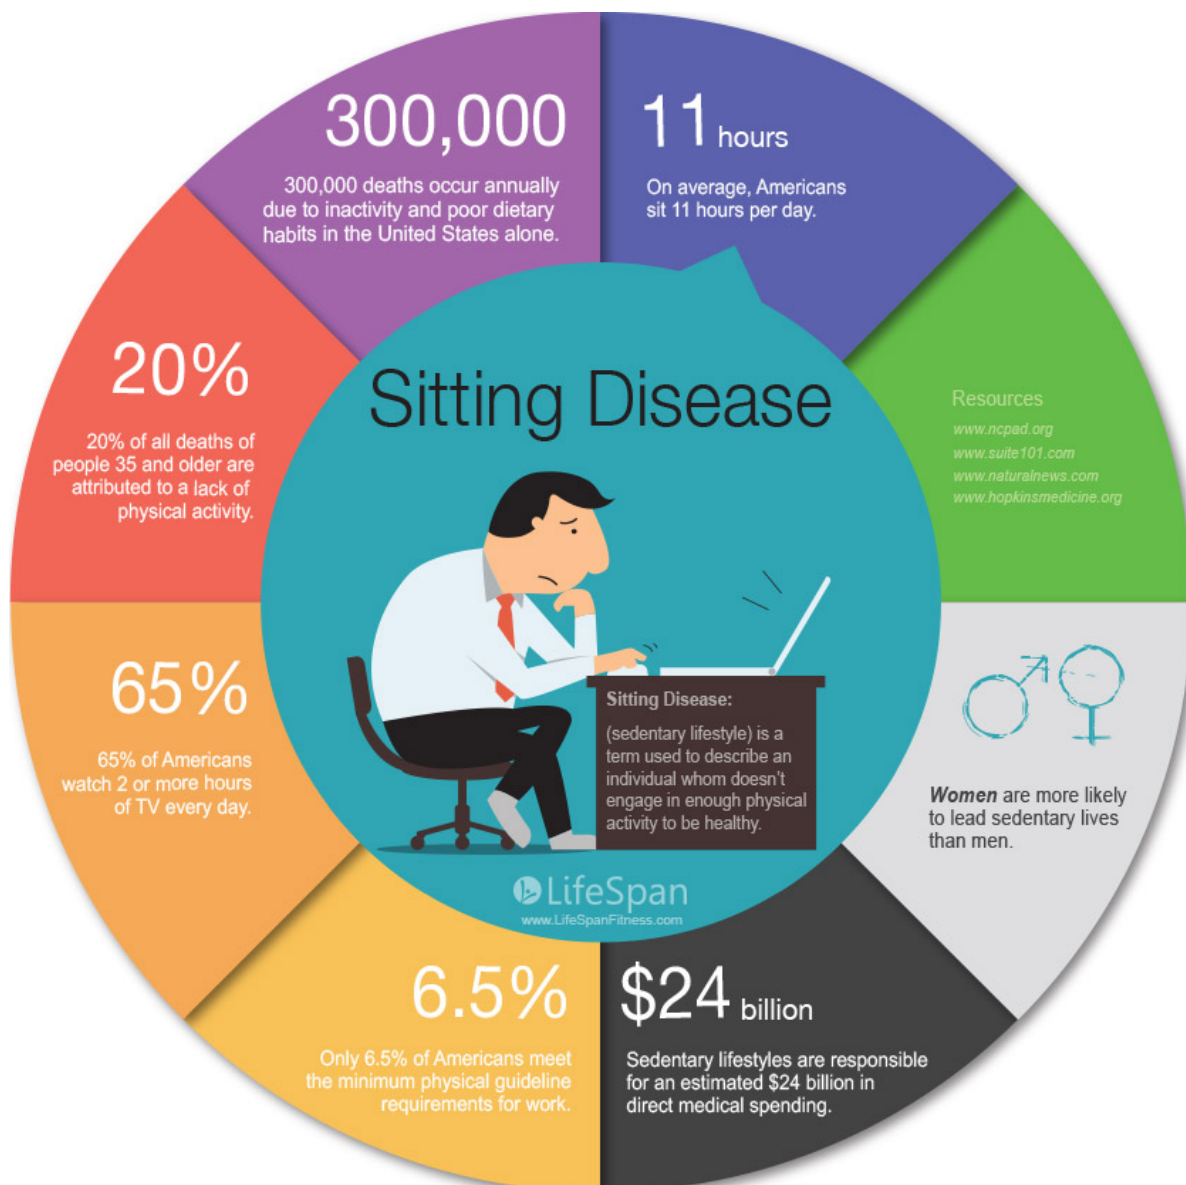 300,000
300,000 deaths occur annually
due to inactivity and poor dietary
habits in the United States alone.
11 hours
On average, Americans
sit 11 hours per day.
Resources
www.ncpad.org
www.suite101.com
www.naturalnews.com
www.hopkinsmedicine.org
20%
20% of all deaths of
people 35 and older are
attributed to a lack of
physical activity.
Sitting Disease
65%
65% of Americans
watch 2 or more hours
of TV every day.
Sitting Disease:
(sedentary lifestyle) is a
term used to describe an
individual whom doesn't
engage in enough physical
activity to be healthy.
Women are more likely
to lead sedentary lives
than men.
LifeSpan
www.LifeSpanFitness.com
6.5%
Only 6.5% of Americans meet
the minimum physical guideline
requirements for work.
$24 billion
Sedentary lifestyles are responsible
for an estimated $24 billion in
direct medical spending.